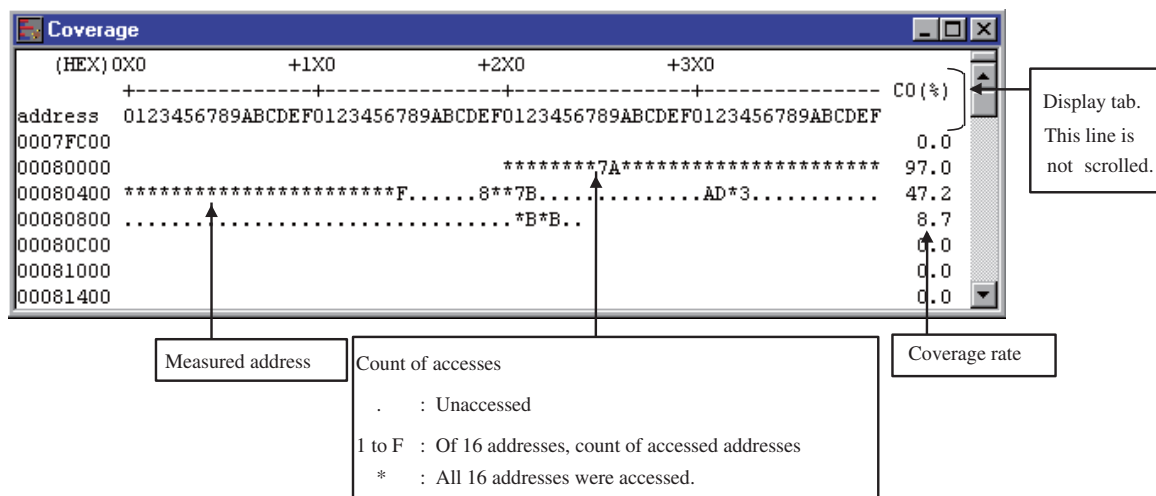 Coverage
(HEX)0X0 +1X0 +2X0 +3X0
+---------------+---------------+---------------+--------------- C0(%)
address 0123456789ABCDEF0123456789ABCDEF0123456789ABCDEF0123456789ABCDEF
0007FC00 0.0
00080000 ********7A********************** 97.0
00080400 ***********************F......8**7B..............AD*3........... 47.2
00080800 .................................*B*B.. 8.7
00080C00 0.0
00081000 0.0
00081400 0.0
Display tab.
This line is
not scrolled.
Measured address
Count of accesses
. : Unaccessed
1 to F : Of 16 addresses, count of accessed addresses
* : All 16 addresses were accessed.
Coverage rate